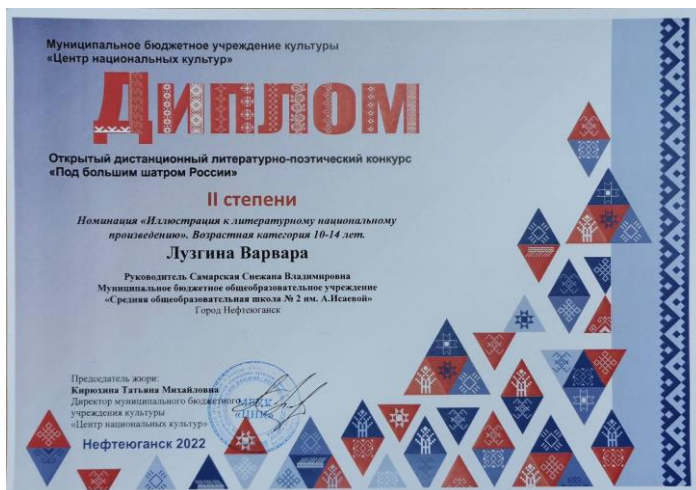 Муниципальное бюджетное учреждение культуры
«Центр национальных культур»
Диплом
Открытый дистанционный литературно-поэтический конкурс
«Под большим шатром России»
II степени
Номинация «Иллюстрация к литературному национальному
произведению». Возрастная категория 10-14 лет.
Лузгина Варвара
Руководитель Самарская Снежана Владимировна
Муниципальное бюджетное общеобразовательное учреждение
«Средняя общеобразовательная школа № 2 им. А.Исаевой»
Город Нефтеюганск
Председатель жюри:
Кирюхина Татьяна Михайловна
Директор муниципального бюджетного
учреждения культуры
«Центр национальных культур»
МБУК
«ЦНК»
Нефтеюганск 2022